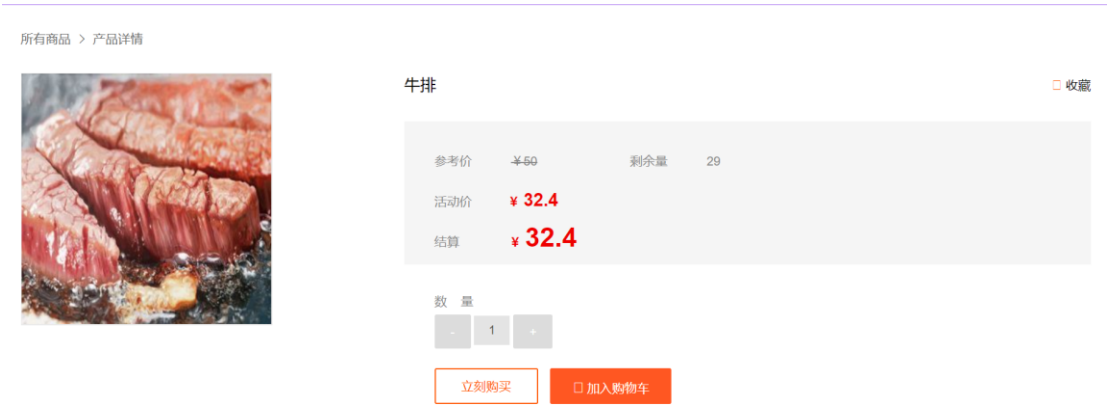 所有商品 > 产品详情
牛排
收藏
参考价 ¥50 剩余量 29
活动价 ¥ 32.4
结算 ¥ 32.4
数 量
- 1 +
立刻购买 加入购物车